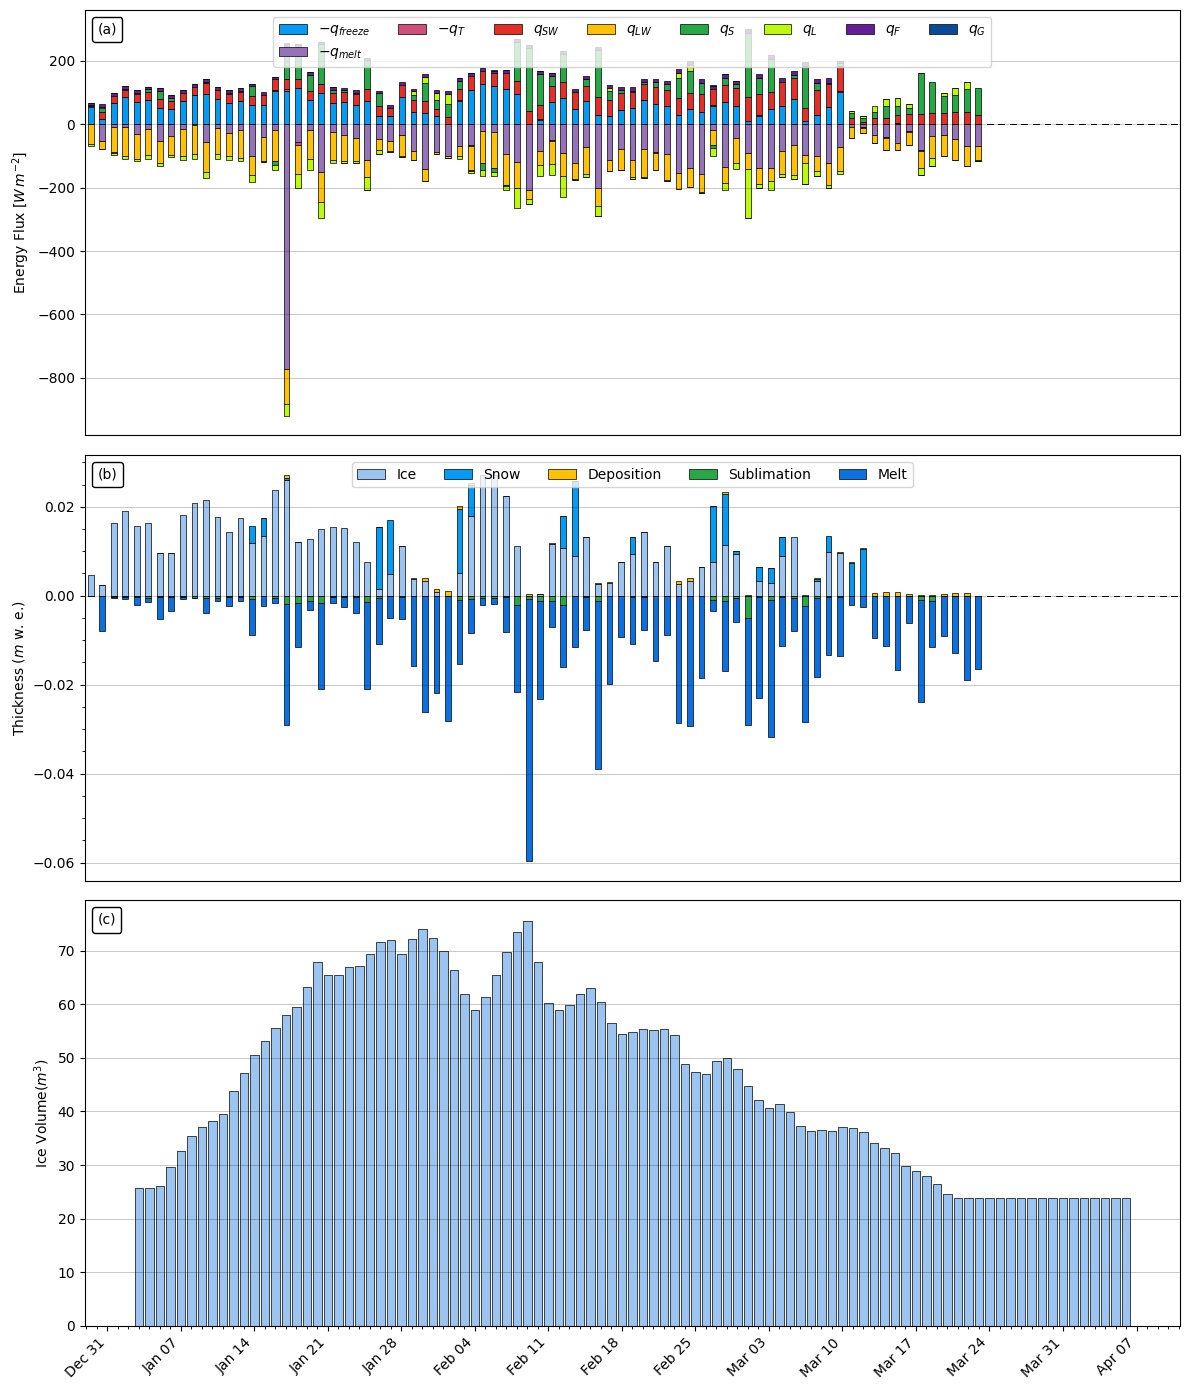 (a)
−q_freeze −q_T q_SW q_LW q_S q_L q_F q_G
−q_melt
200
0
−200
−400
−600
−800
Energy Flux [W m⁻²]
(b)
Ice Snow Deposition Sublimation Melt
0.02
0.00
−0.02
−0.04
−0.06
Thickness (m w. e.)
(c)
70
60
50
40
30
20
10
0
Ice Volume(m³)
Dec 31 Jan 07 Jan 14 Jan 21 Jan 28 Feb 04 Feb 11 Feb 18 Feb 25 Mar 03 Mar 10 Mar 17 Mar 24 Mar 31 Apr 07